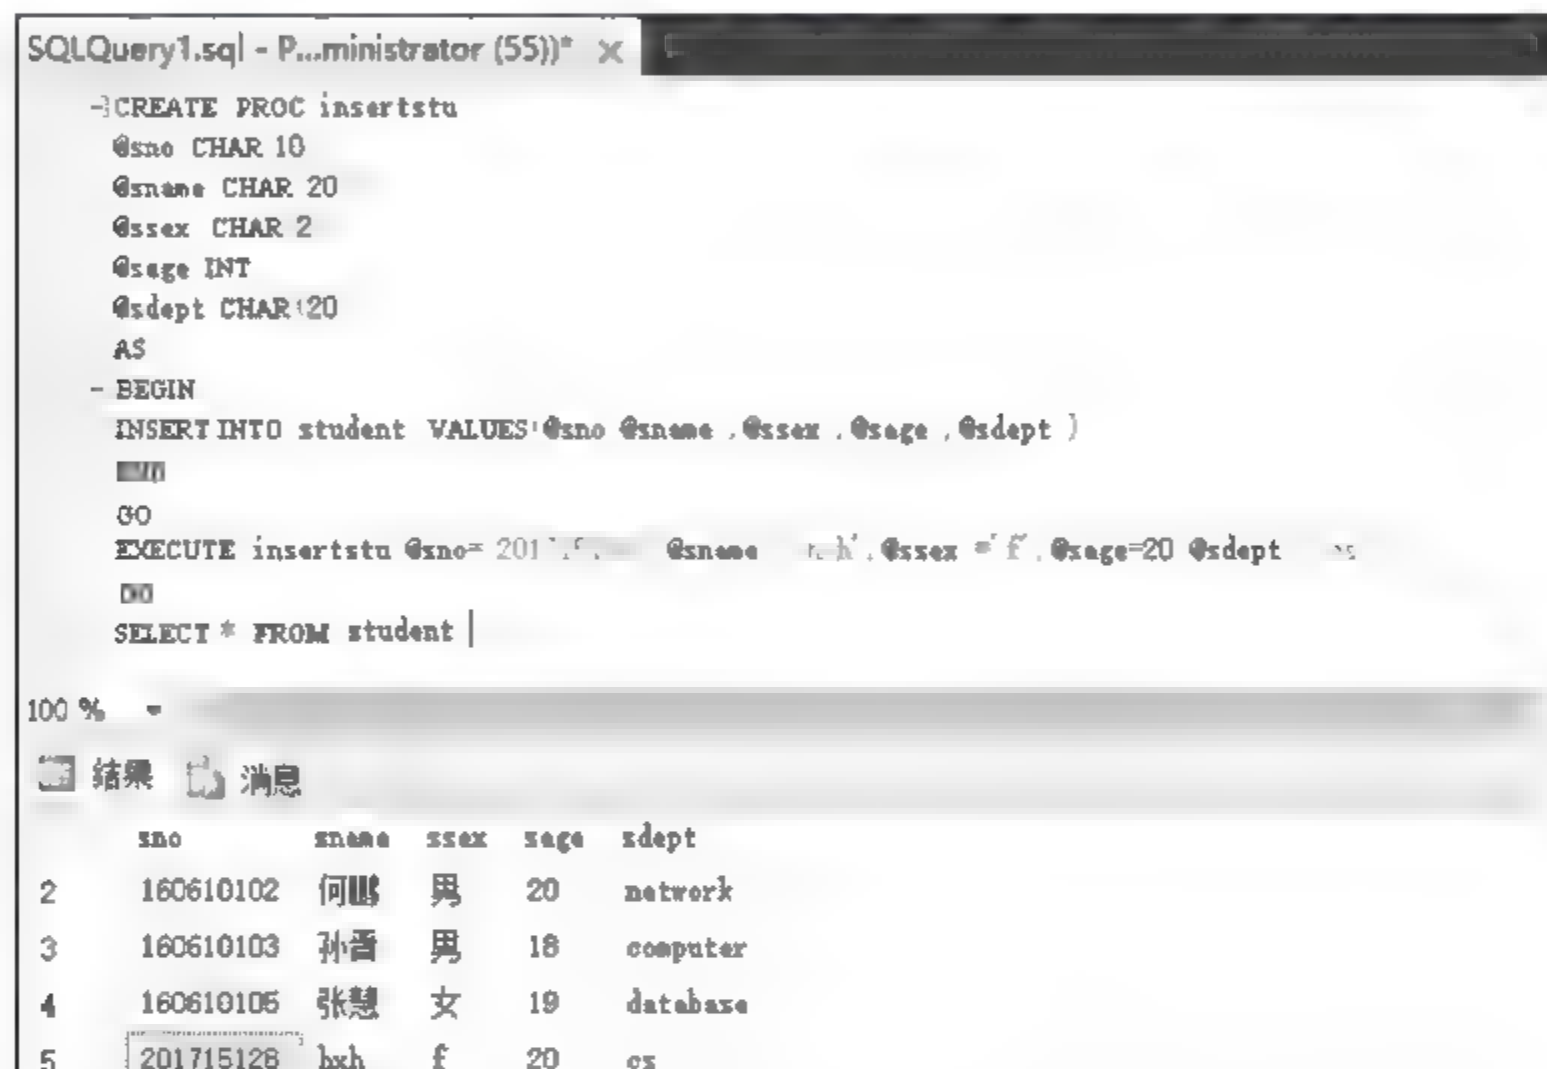 SQLQuery1.sql - P...ministrator (55))* ×
CREATE PROC insertstu
@sno CHAR 10
@sname CHAR 20
@ssex CHAR 2
@sage INT
@sdept CHAR(20
AS
BEGIN
INSERT INTO student VALUES(@sno @sname ,@ssex ,@sage ,@sdept )
GO
EXECUTE insertstu @sno= @sname @ssex ='f', @sage=20 @sdept
GO
SELECT * FROM student
100 %
结果 消息
sno sname ssex sage sdept
2 160610102 何鹏 男 20 network
3 160610103 孙晋 男 18 computer
4 160610105 张慧 女 19 database
5 201715128 hxh f 20 cs